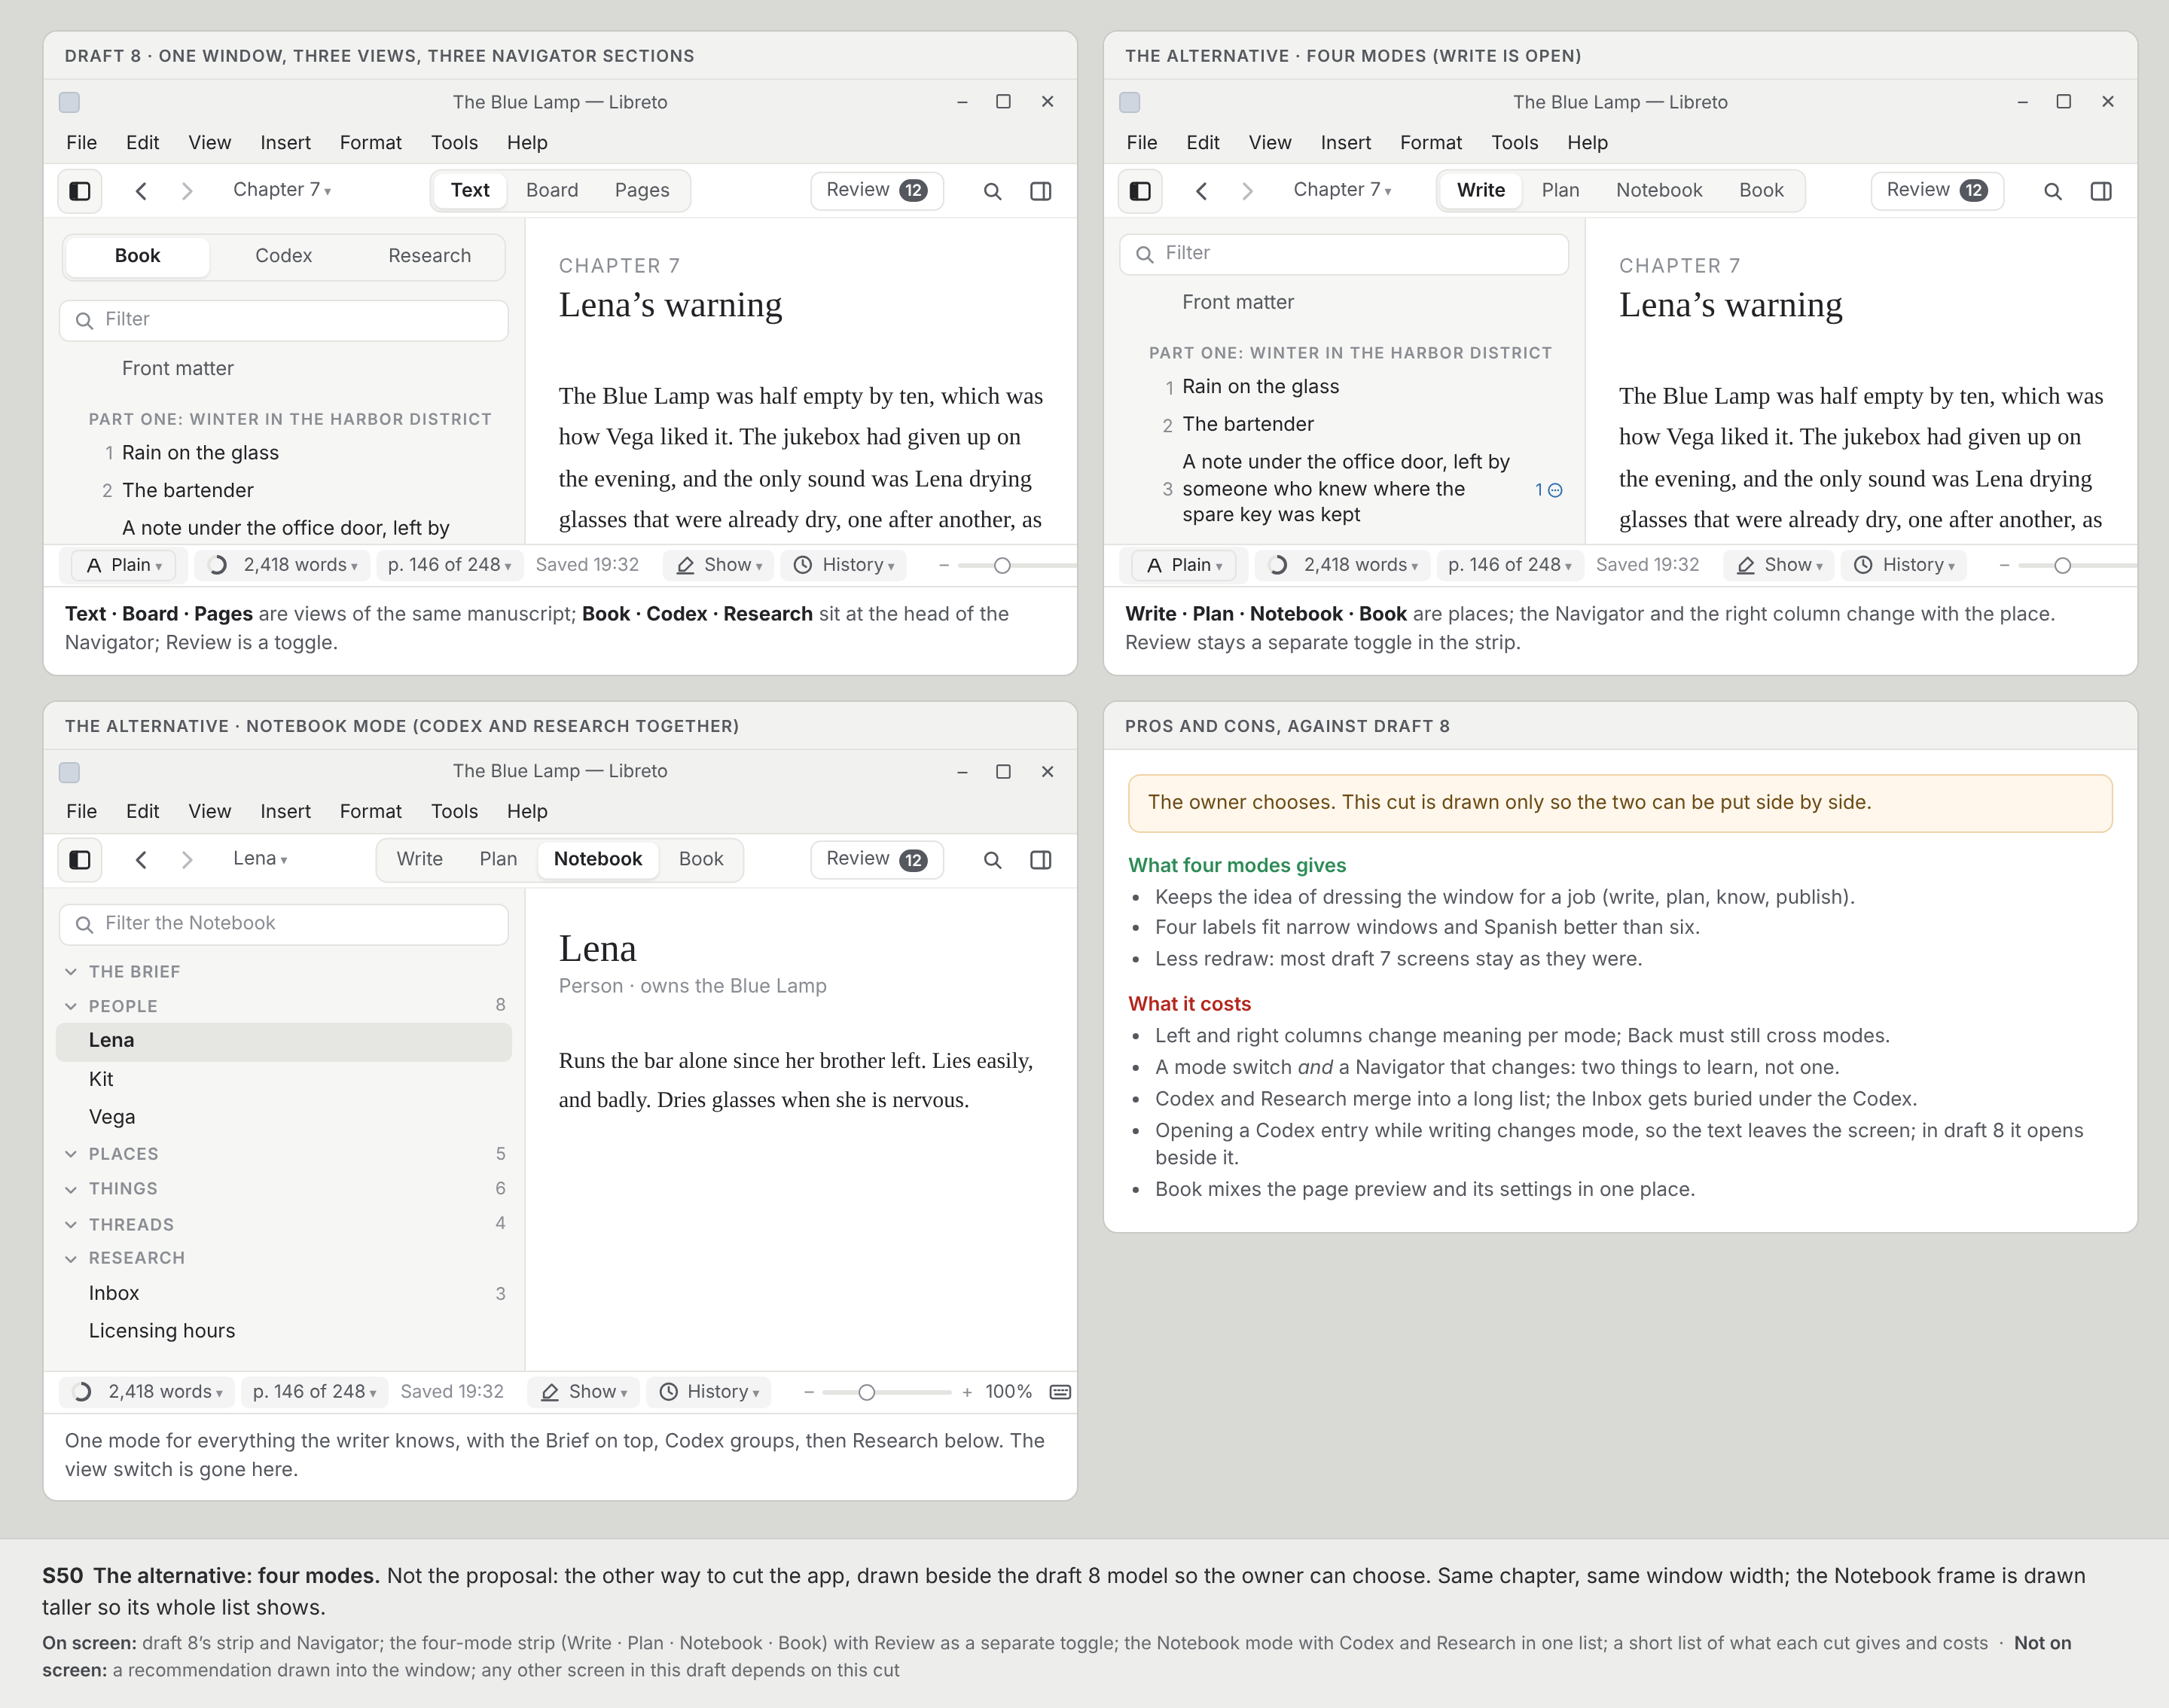 DRAFT 8 · ONE WINDOW, THREE VIEWS, THREE NAVIGATOR SECTIONS
The Blue Lamp — Libreto
File Edit View Insert Format Tools Help
Chapter 7 Text Board Pages Review 12
Book Codex Research
Filter
Front matter
PART ONE: WINTER IN THE HARBOR DISTRICT
1 Rain on the glass
2 The bartender
A note under the office door, left by
CHAPTER 7
Lena’s warning
The Blue Lamp was half empty by ten, which was
how Vega liked it. The jukebox had given up on
the evening, and the only sound was Lena drying
glasses that were already dry, one after another, as
A Plain 2,418 words p. 146 of 248 Saved 19:32 Show History
Text · Board · Pages are views of the same manuscript; Book · Codex · Research sit at the head of the
Navigator; Review is a toggle.
THE ALTERNATIVE · FOUR MODES (WRITE IS OPEN)
The Blue Lamp — Libreto
File Edit View Insert Format Tools Help
Chapter 7 Write Plan Notebook Book Review 12
Filter
Front matter
PART ONE: WINTER IN THE HARBOR DISTRICT
1 Rain on the glass
2 The bartender
A note under the office door, left by
3 someone who knew where the 1
spare key was kept
CHAPTER 7
Lena’s warning
The Blue Lamp was half empty by ten, which was
how Vega liked it. The jukebox had given up on
the evening, and the only sound was Lena drying
glasses that were already dry, one after another, as
A Plain 2,418 words p. 146 of 248 Saved 19:32 Show History
Write · Plan · Notebook · Book are places; the Navigator and the right column change with the place.
Review stays a separate toggle in the strip.
THE ALTERNATIVE · NOTEBOOK MODE (CODEX AND RESEARCH TOGETHER)
The Blue Lamp — Libreto
File Edit View Insert Format Tools Help
Lena Write Plan Notebook Book Review 12
Filter the Notebook
THE BRIEF
PEOPLE 8
Lena
Kit
Vega
PLACES 5
THINGS 6
THREADS 4
RESEARCH
Inbox 3
Licensing hours
Lena
Person · owns the Blue Lamp
Runs the bar alone since her brother left. Lies easily,
and badly. Dries glasses when she is nervous.
2,418 words p. 146 of 248 Saved 19:32 Show History − + 100%
One mode for everything the writer knows, with the Brief on top, Codex groups, then Research below. The
view switch is gone here.
PROS AND CONS, AGAINST DRAFT 8
The owner chooses. This cut is drawn only so the two can be put side by side.
What four modes gives
• Keeps the idea of dressing the window for a job (write, plan, know, publish).
• Four labels fit narrow windows and Spanish better than six.
• Less redraw: most draft 7 screens stay as they were.
What it costs
• Left and right columns change meaning per mode; Back must still cross modes.
• A mode switch and a Navigator that changes: two things to learn, not one.
• Codex and Research merge into a long list; the Inbox gets buried under the Codex.
• Opening a Codex entry while writing changes mode, so the text leaves the screen; in draft 8 it opens
beside it.
• Book mixes the page preview and its settings in one place.
S50 The alternative: four modes. Not the proposal: the other way to cut the app, drawn beside the draft 8 model so the owner can choose. Same chapter, same window width; the Notebook frame is drawn
taller so its whole list shows.
On screen: draft 8’s strip and Navigator; the four-mode strip (Write · Plan · Notebook · Book) with Review as a separate toggle; the Notebook mode with Codex and Research in one list; a short list of what each cut gives and costs · Not on
screen: a recommendation drawn into the window; any other screen in this draft depends on this cut